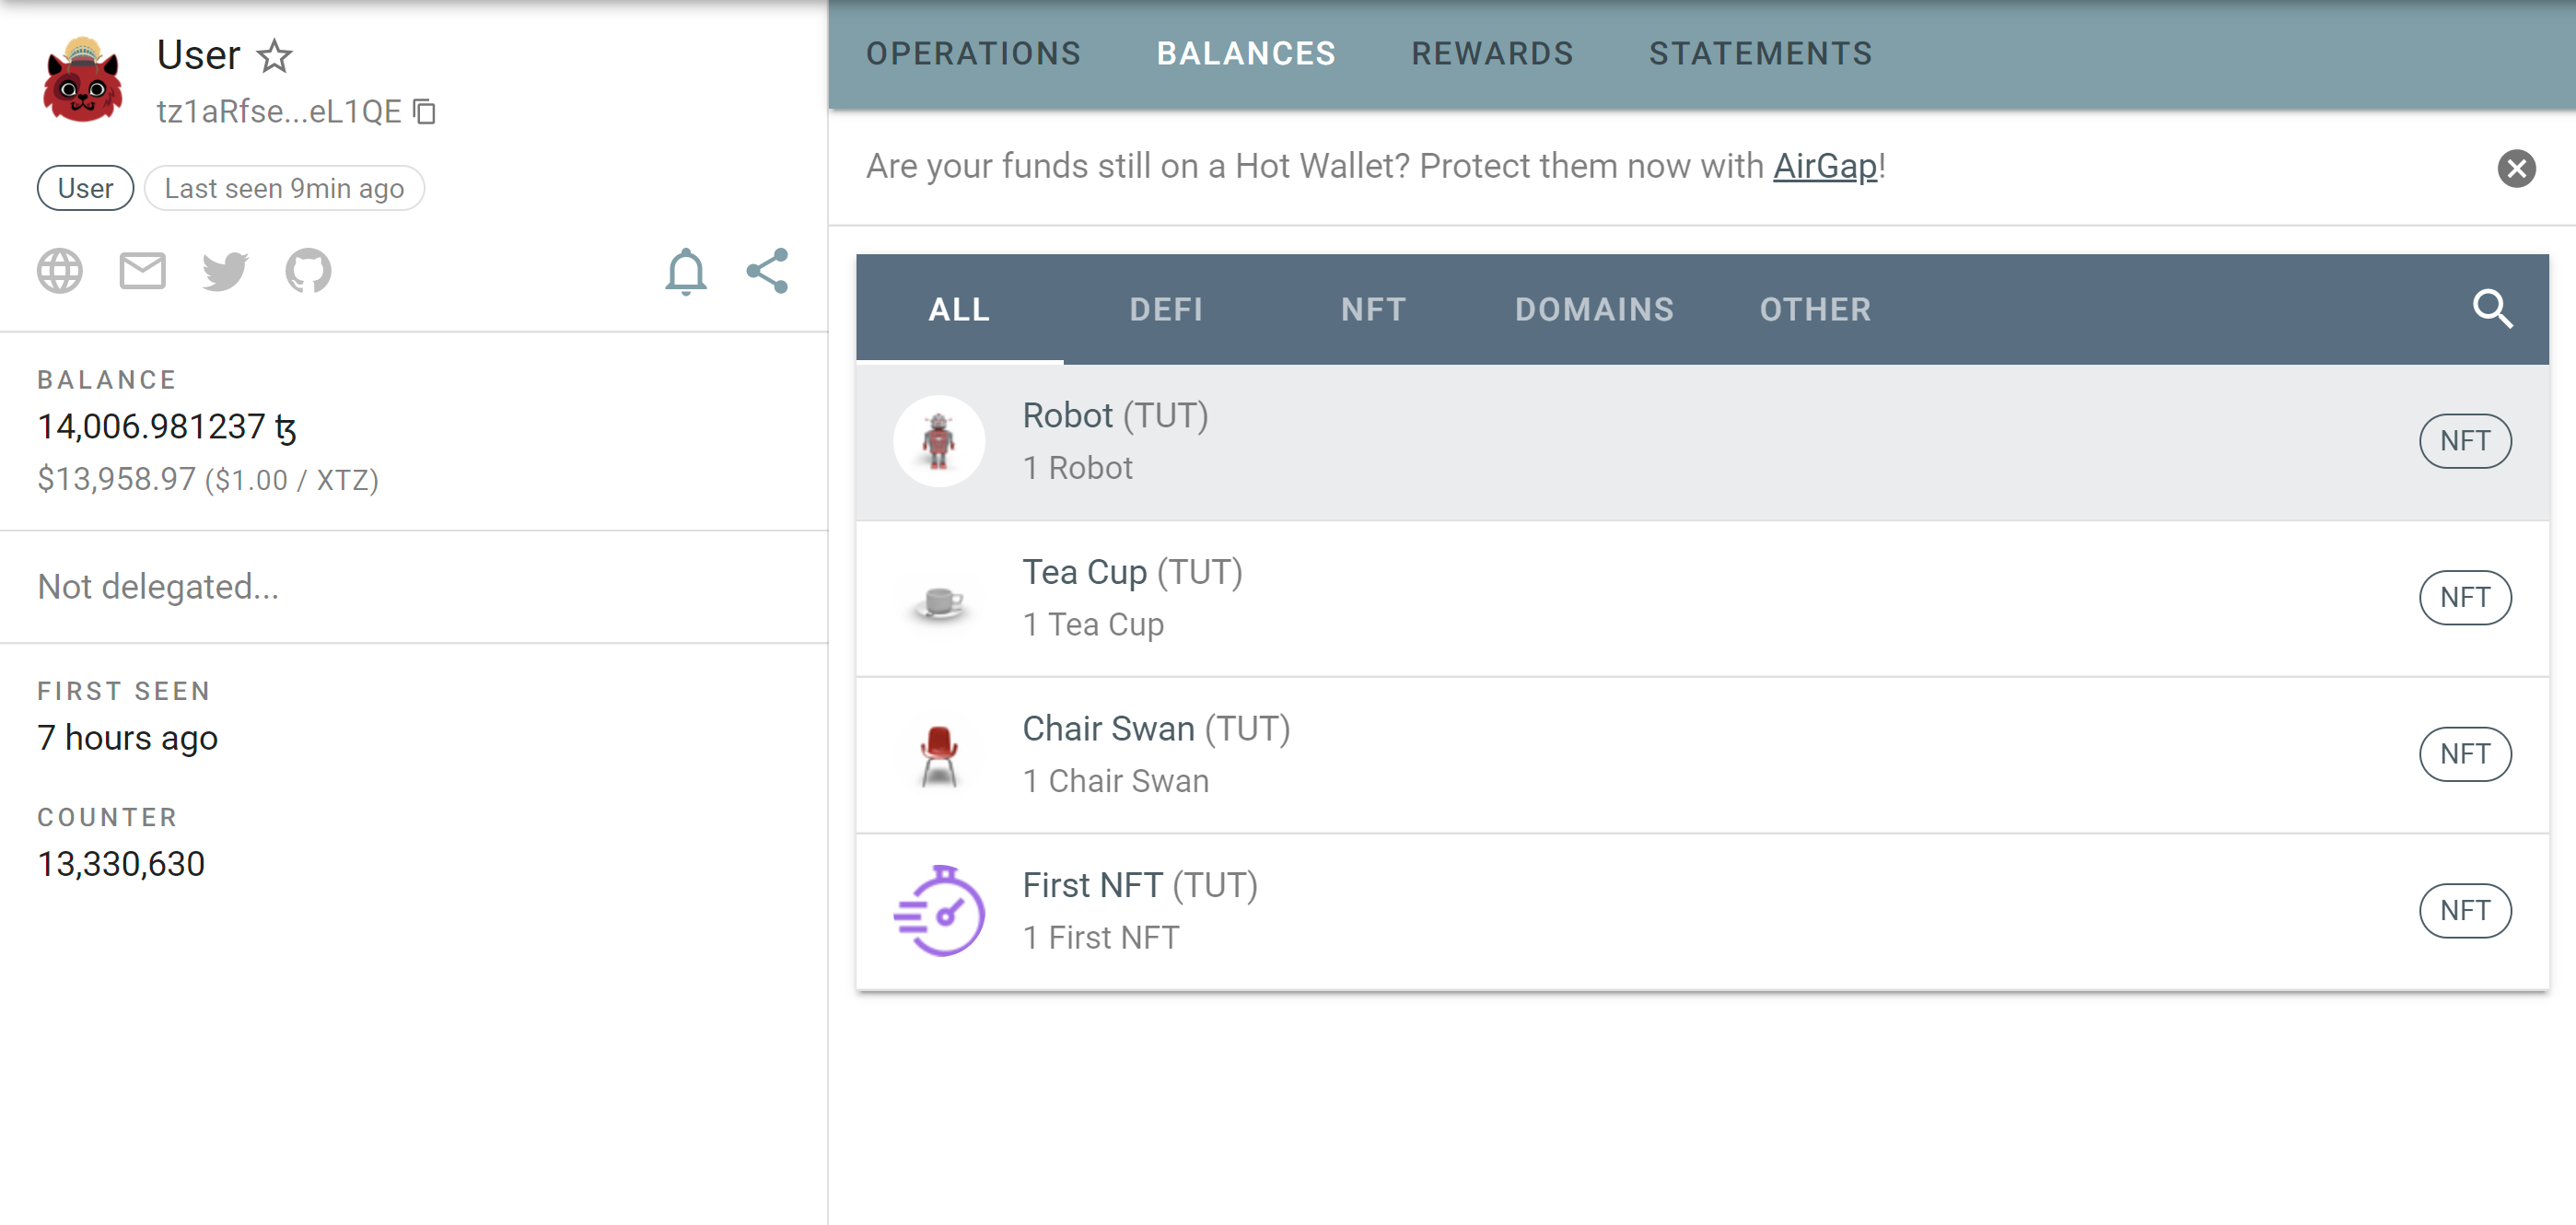 User
tz1aRfse...eL1QE
User
Last seen 9min ago
BALANCE
14,006.981237 ꜩ
$13,958.97 ($1.00 / XTZ)
Not delegated...
FIRST SEEN
7 hours ago
COUNTER
13,330,630
OPERATIONS BALANCES REWARDS STATEMENTS
Are your funds still on a Hot Wallet? Protect them now with AirGap!
ALL DEFI NFT DOMAINS OTHER
Robot (TUT)
1 Robot
NFT
Tea Cup (TUT)
1 Tea Cup
NFT
Chair Swan (TUT)
1 Chair Swan
NFT
First NFT (TUT)
1 First NFT
NFT